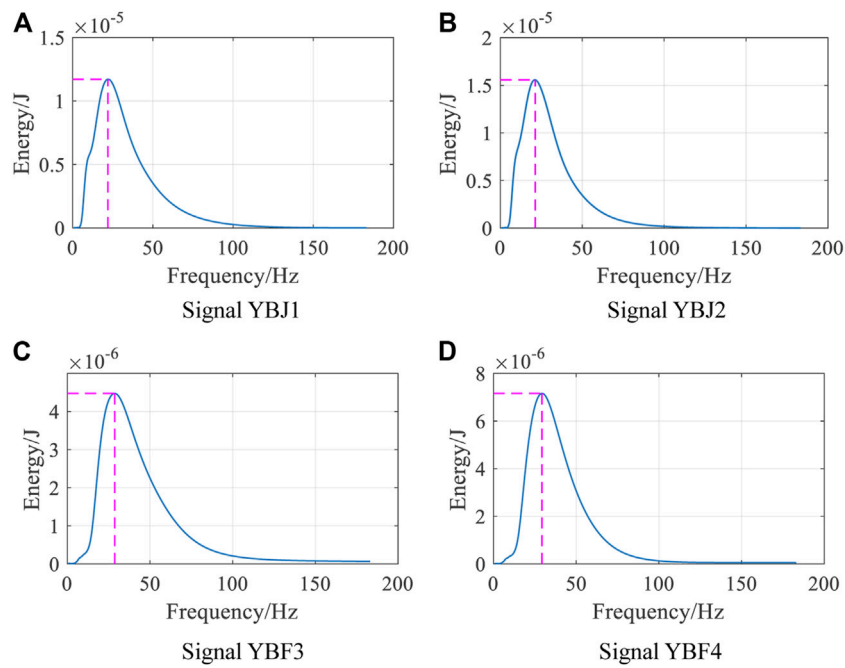 A
×10⁻⁵
1.5
1
0.5
0
Energy/J
0 50 100 150 200
Frequency/Hz
Signal YBJ1
B
×10⁻⁵
2
1.5
1
0.5
0
Energy/J
0 50 100 150 200
Frequency/Hz
Signal YBJ2
C
×10⁻⁶
4
3
2
1
0
Energy/J
0 50 100 150 200
Frequency/Hz
Signal YBF3
D
×10⁻⁶
8
6
4
2
0
Energy/J
0 50 100 150 200
Frequency/Hz
Signal YBF4